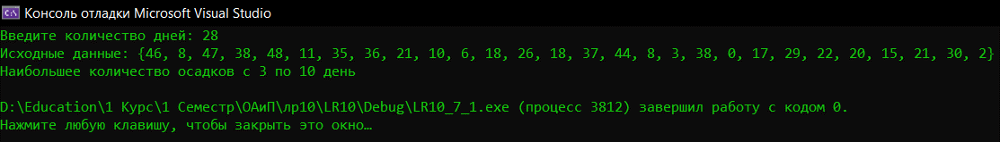 Консоль отладки Microsoft Visual Studio
Введите количество дней: 28
Исходные данные: {46, 8, 47, 38, 48, 11, 35, 36, 21, 10, 6, 18, 26, 18, 37, 44, 8, 3, 38, 0, 17, 29, 22, 20, 15, 21, 30, 2}
Наибольшее количество осадков с 3 по 10 день
D:\Education\1 Курс\1 Семестр\ОАиП\лр10\LR10\Debug\LR10_7_1.exe (процесс 3812) завершил работу с кодом 0.
Нажмите любую клавишу, чтобы закрыть это окно…